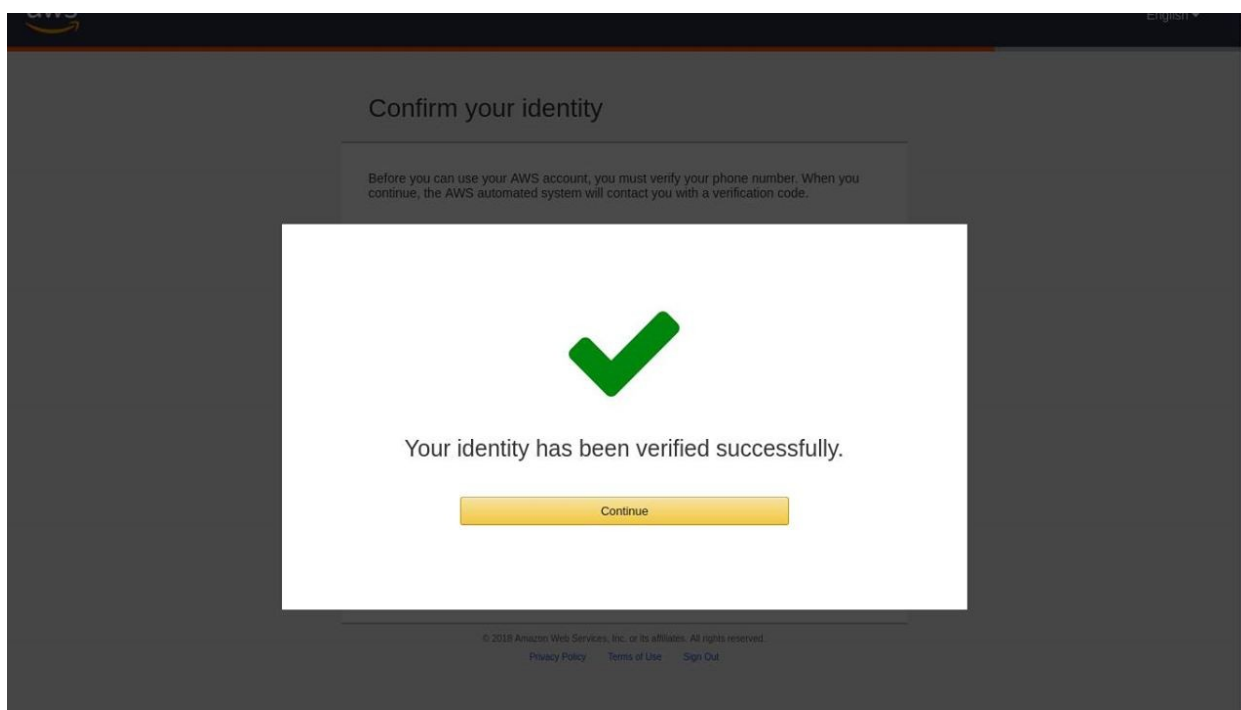 aws
English
Confirm your identity
Before you can use your AWS account, you must verify your phone number. When you
continue, the AWS automated system will contact you with a verification code.
Your identity has been verified successfully.
Continue
© 2018 Amazon Web Services, Inc. or its affiliates. All rights reserved.
Privacy Policy Terms of Use Sign Out